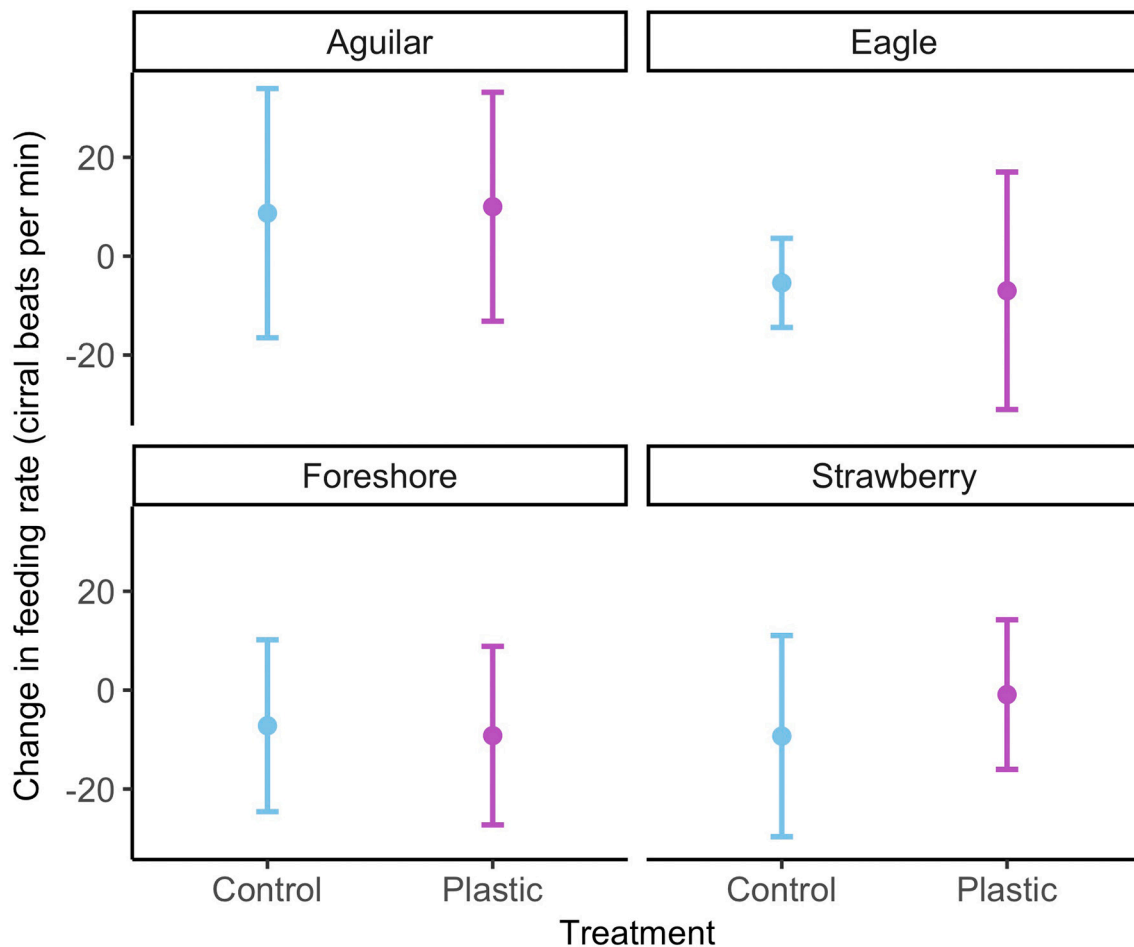 Aguilar
Eagle
20
0
-20
Foreshore
Strawberry
20
0
-20
Control
Plastic
Control
Plastic
Treatment
Change in feeding rate (cirral beats per min)